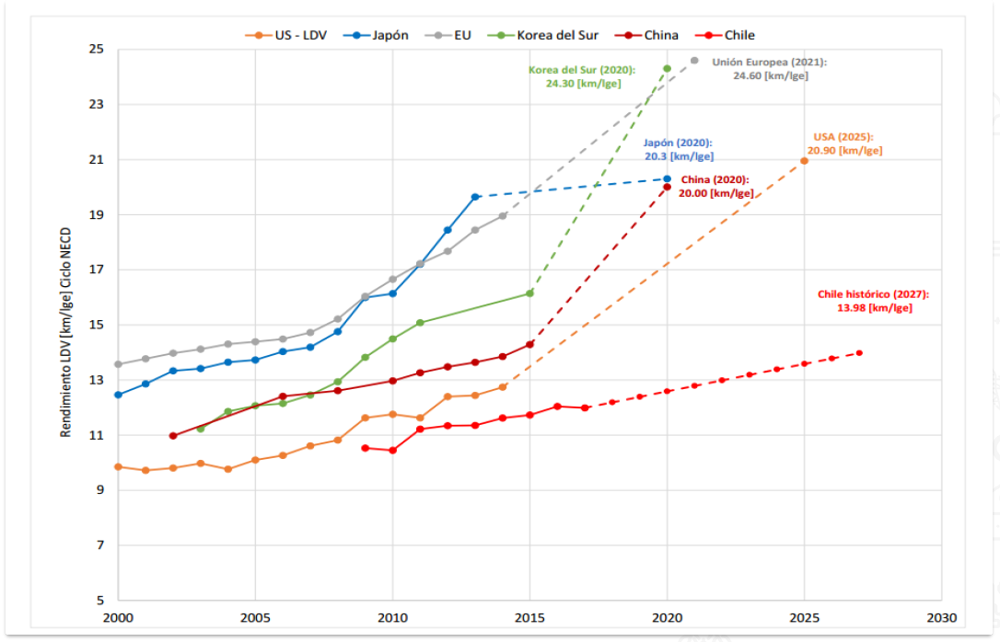 US - LDV Japón EU Korea del Sur China Chile
25
23
21
19
17
15
13
11
9
7
5
Rendimiento LDV [km/lge] Ciclo NECD
Korea del Sur (2020):
24.30 [km/lge]
Unión Europea (2021):
24.60 [km/lge]
Japón (2020):
20.3 [km/lge]
USA (2025):
20.90 [km/lge]
China (2020):
20.00 [km/lge]
Chile histórico (2027):
13.98 [km/lge]
2000 2005 2010 2015 2020 2025 2030